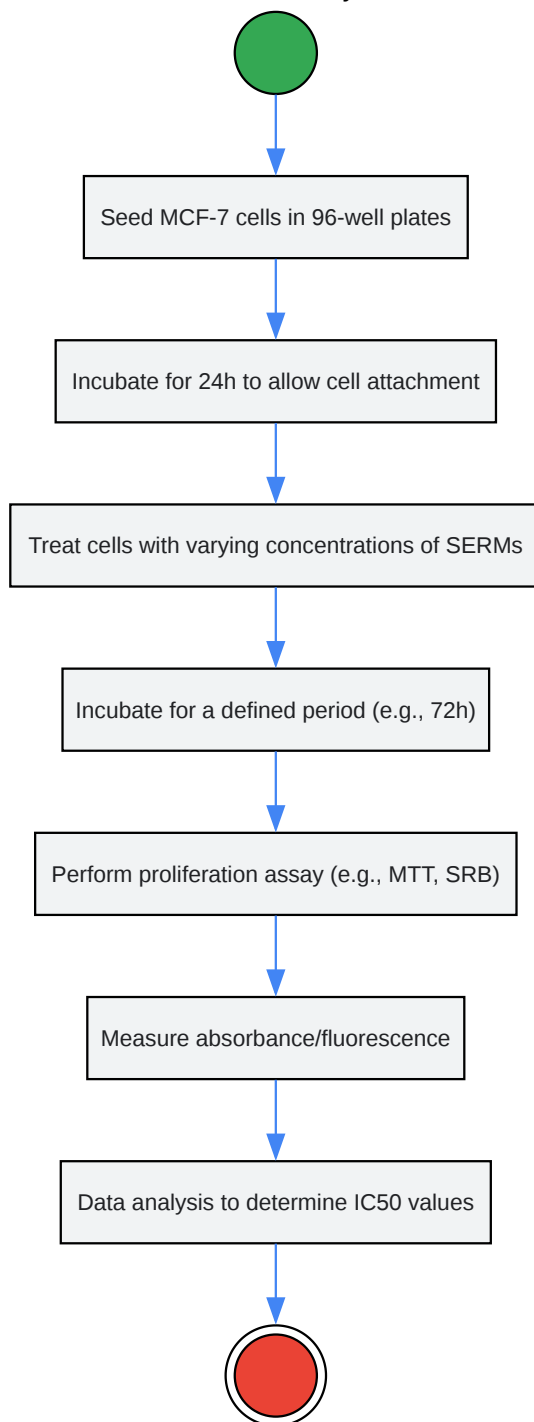 Seed MCF-7 cells in 96-well plates
Incubate for 24h to allow cell attachment
Treat cells with varying concentrations of SERMs
Incubate for a defined period (e.g., 72h)
Perform proliferation assay (e.g., MTT, SRB)
Measure absorbance/fluorescence
Data analysis to determine IC50 values